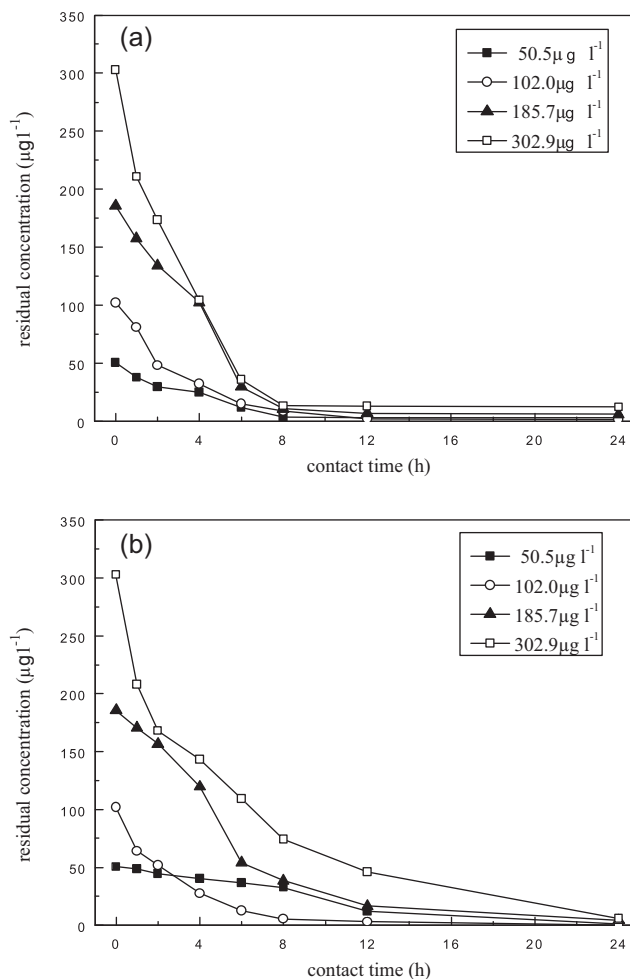 (a)
50.5μ g l-1
102.0μg l-1
185.7μg l-1
302.9μg l-1
350
300
250
200
150
100
50
0
residual concentration (μgl-1)
0 4 8 12 16 20 24
contact time (h)
(b)
50.5μg l-1
102.0μg l-1
185.7μg l-1
302.9μg l-1
350
300
250
200
150
100
50
0
residual concentration (μgl-1)
0 4 8 12 16 20 24
contact time (h)